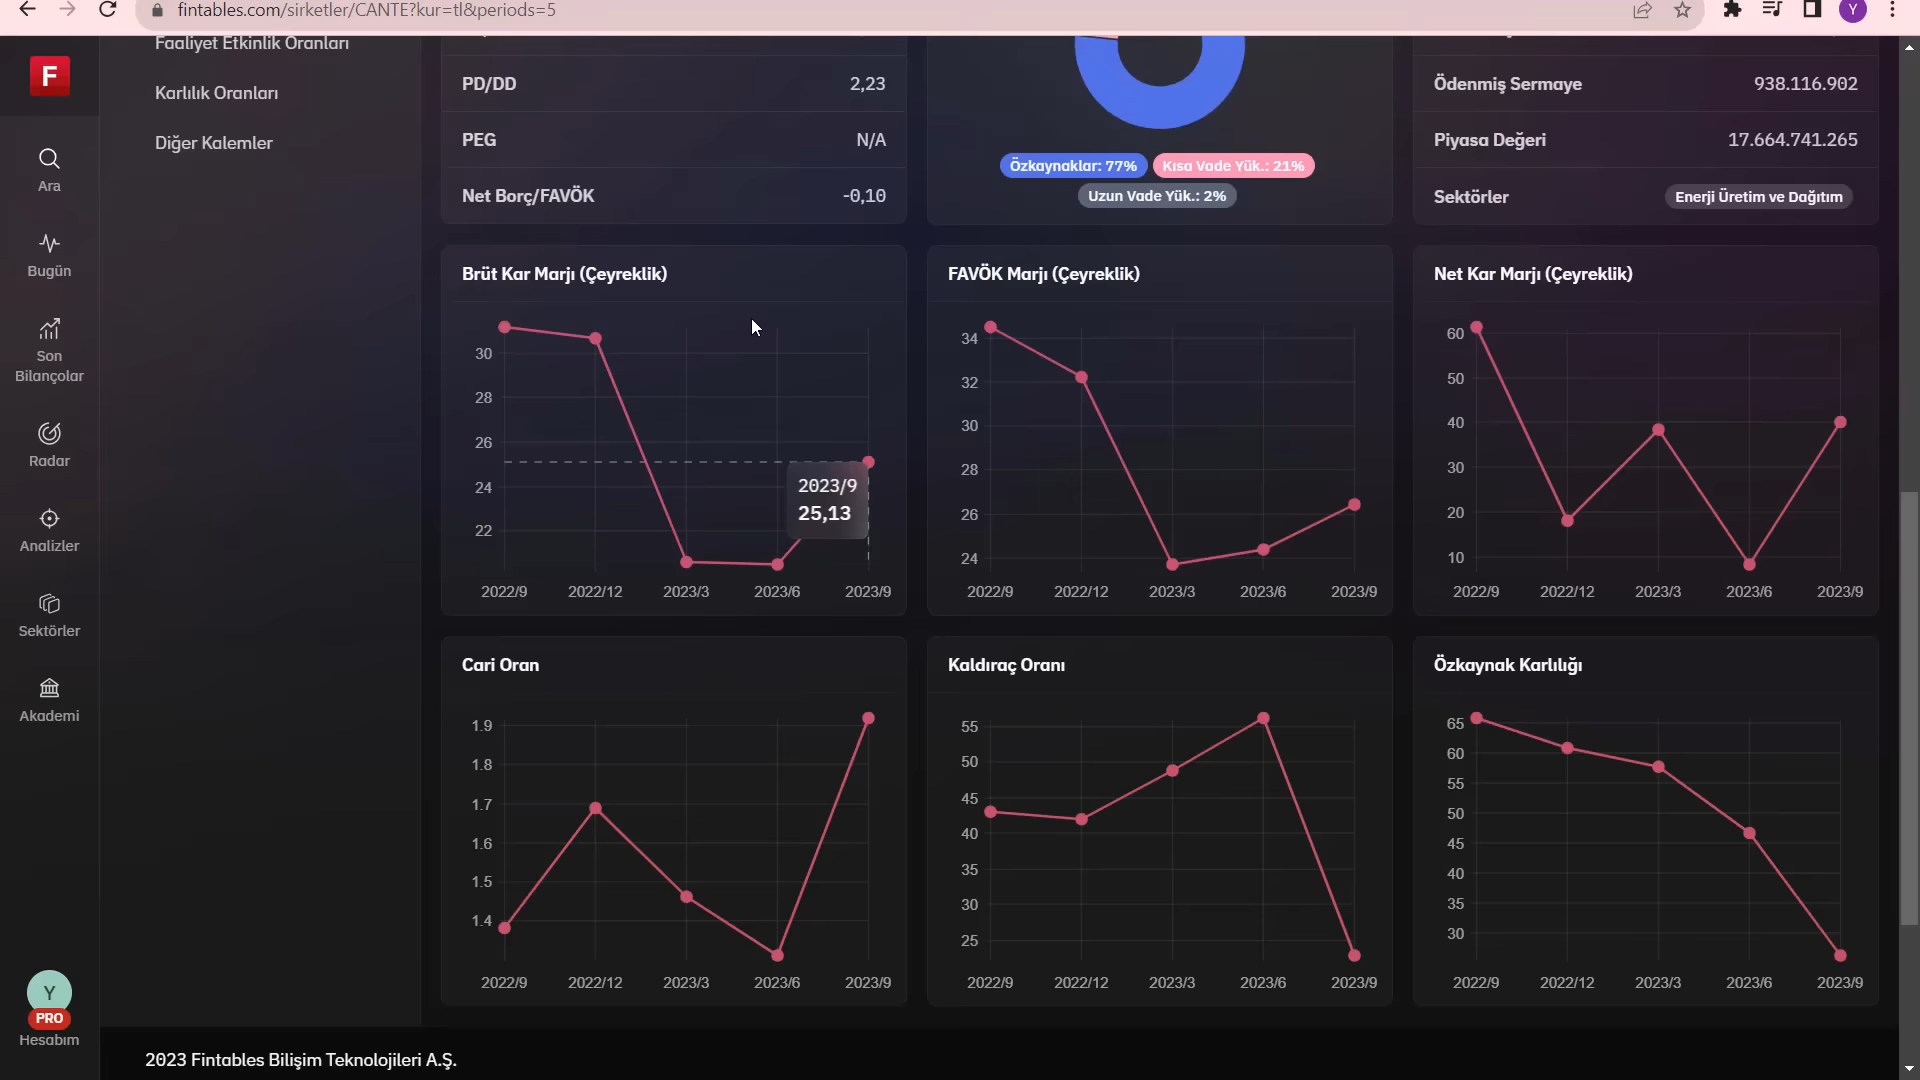 fintables.com/sirketler/CANTE?kur=tl&periods=5
Y
F
Ara
Bugün
Son
Bilançolar
Radar
Analizler
Sektörler
Akademi
Y
PRO
Hesabım
Faaliyet Etkinlik Oranları
Karlılık Oranları
Diğer Kalemler
PD/DD 2,23
PEG N/A
Net Borç/FAVÖK -0,10
Özkaynaklar: 77% Kısa Vade Yük.: 21%
Uzun Vade Yük.: 2%
Ödenmiş Sermaye 938.116.902
Piyasa Değeri 17.664.741.265
Sektörler Enerji Üretim ve Dağıtım
Brüt Kar Marjı (Çeyreklik)
30
28
26
24
22
2023/9
25,13
2022/9 2022/12 2023/3 2023/6 2023/9
FAVÖK Marjı (Çeyreklik)
34
32
30
28
26
24
2022/9 2022/12 2023/3 2023/6 2023/9
Net Kar Marjı (Çeyreklik)
60
50
40
30
20
10
2022/9 2022/12 2023/3 2023/6 2023/9
Cari Oran
1.9
1.8
1.7
1.6
1.5
1.4
2022/9 2022/12 2023/3 2023/6 2023/9
Kaldıraç Oranı
55
50
45
40
35
30
25
2022/9 2022/12 2023/3 2023/6 2023/9
Özkaynak Karlılığı
65
60
55
50
45
40
35
30
2022/9 2022/12 2023/3 2023/6 2023/9
2023 Fintables Bilişim Teknolojileri A.Ş.